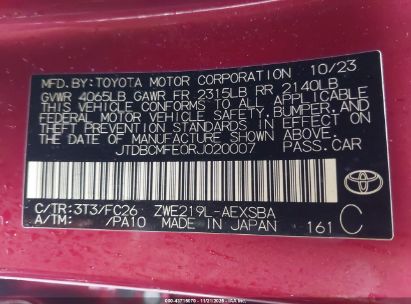 MFD.BY:TOYOTA MOTOR CORPORATION 10/23
GVWR 4065LB GAWR FR 2315LB RR 2140LB
THIS VEHICLE CONFORMS TO ALL APPLICABLE
FEDERAL MOTOR VEHICLE SAFETY, BUMPER, AND
THEFT PREVENTION STANDARDS IN EFFECT ON
THE DATE OF MANUFACTURE SHOWN ABOVE.
JTDBCMFE0RJ020007 PASS.CAR
C/TR:3T3/FC26 ZWE219L-AEXSBA
A/TM: /PA10 MADE IN JAPAN 161 C
TOYOTA